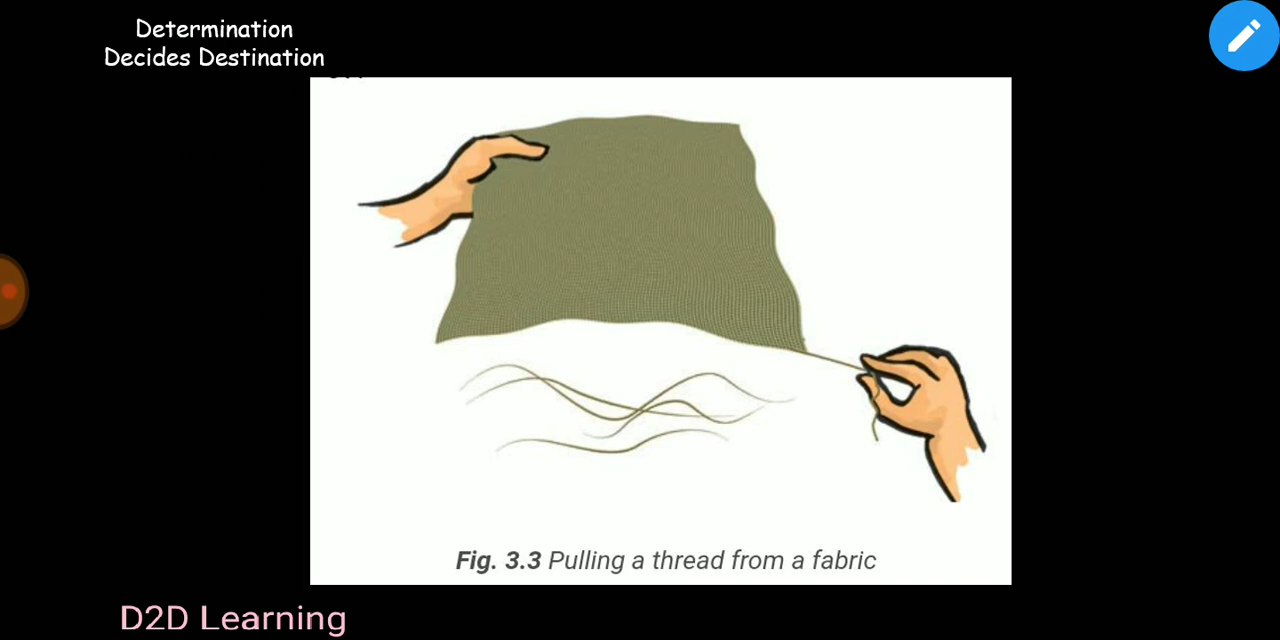 Determination
Decides Destination
Fig. 3.3 Pulling a thread from a fabric
D2D Learning